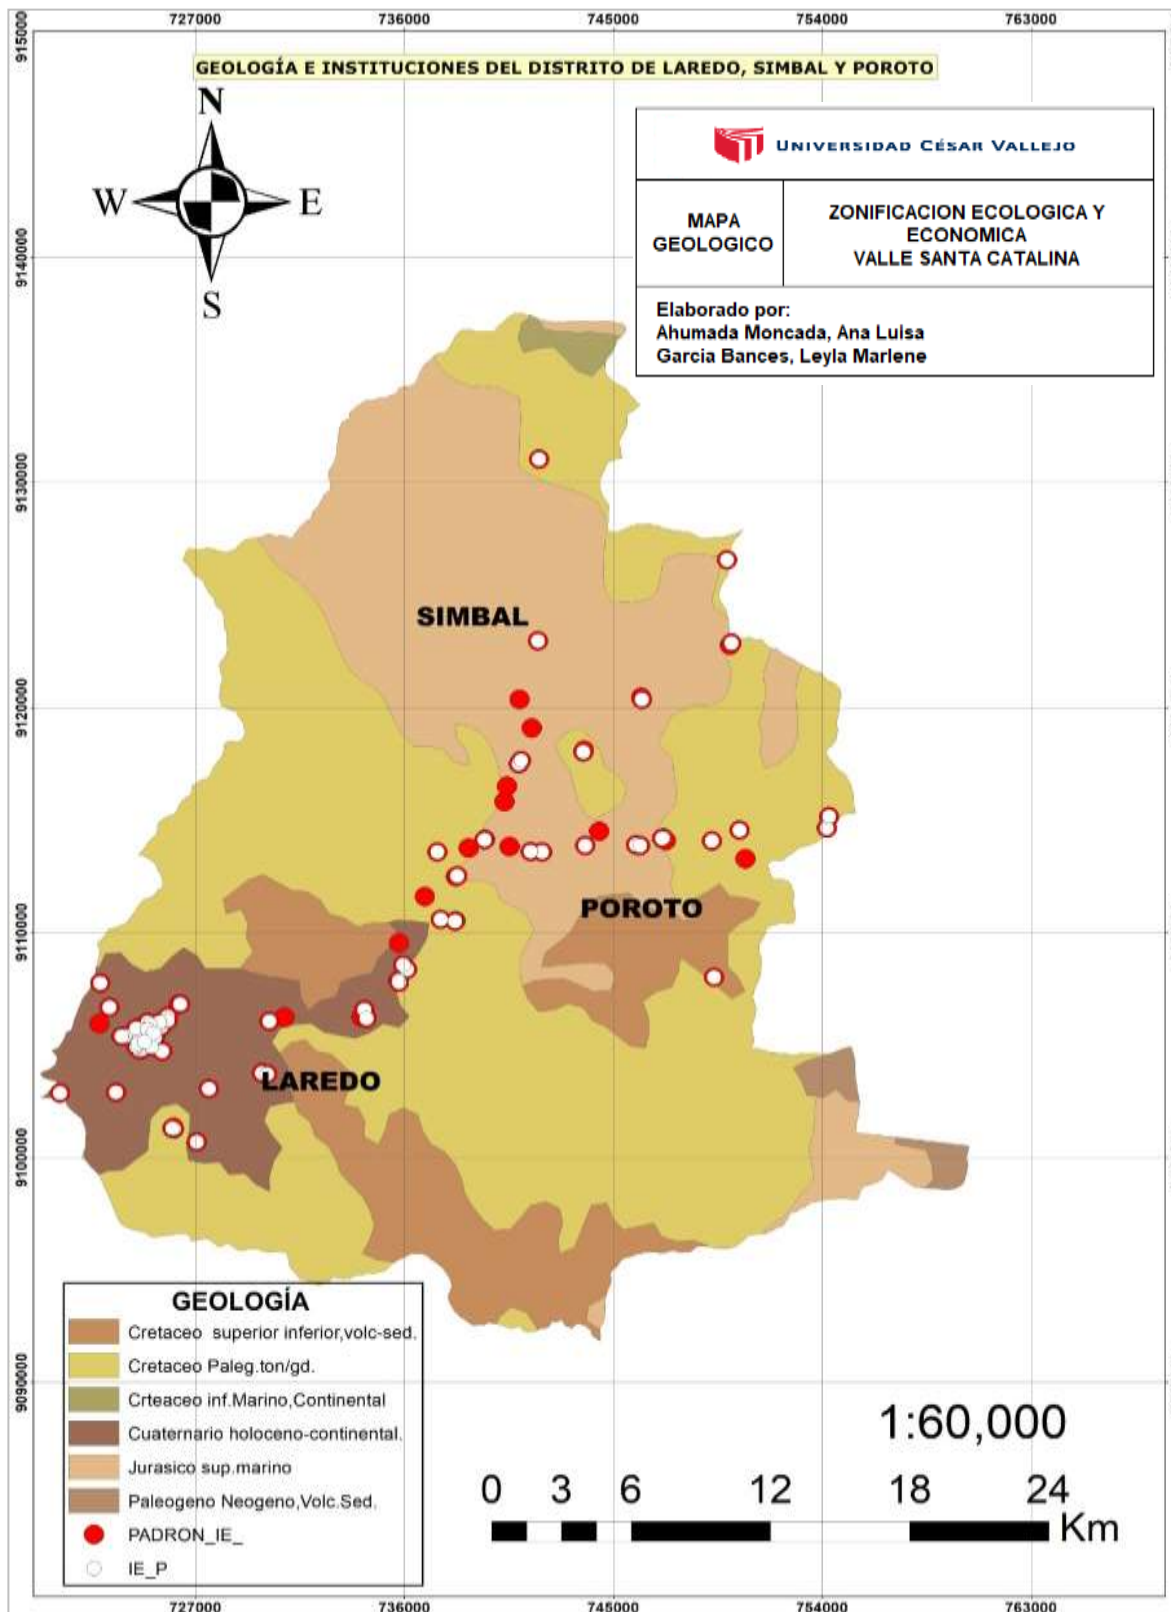 727000 736000 745000 754000 763000
915000
GEOLOGÍA E INSTITUCIONES DEL DISTRITO DE LAREDO, SIMBAL Y POROTO
N
W E
S
UNIVERSIDAD CÉSAR VALLEJO
MAPA
GEOLOGICO
ZONIFICACION ECOLOGICA Y
ECONOMICA
VALLE SANTA CATALINA
Elaborado por:
Ahumada Moncada, Ana Luisa
Garcia Bances, Leyla Marlene
9140000
9130000
SIMBAL
9120000
POROTO
9110000
LAREDO
9100000
9090000
GEOLOGÍA
Cretaceo superior inferior,volc-sed.
Cretaceo Paleg.ton/gd.
Crteaceo inf.Marino,Continental
Cuaternario holoceno-continental.
Jurasico sup.marino
Paleogeno Neogeno,Volc.Sed.
PADRON_IE_
IE_P
1:60,000
0 3 6 12 18 24
Km
727000 736000 745000 754000 763000